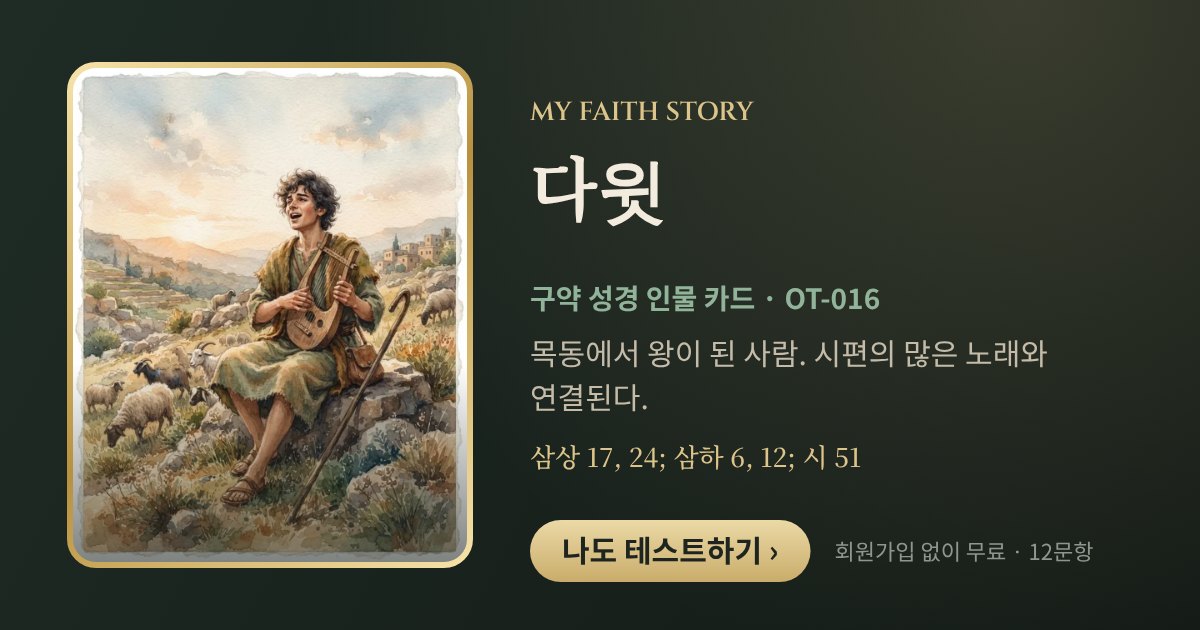 MY FAITH STORY
다윗
구약 성경 인물 카드 · OT-016
목동에서 왕이 된 사람. 시편의 많은 노래와
연결된다.
삼상 17, 24; 삼하 6, 12; 시 51
나도 테스트하기 ›
회원가입 없이 무료 · 12문항